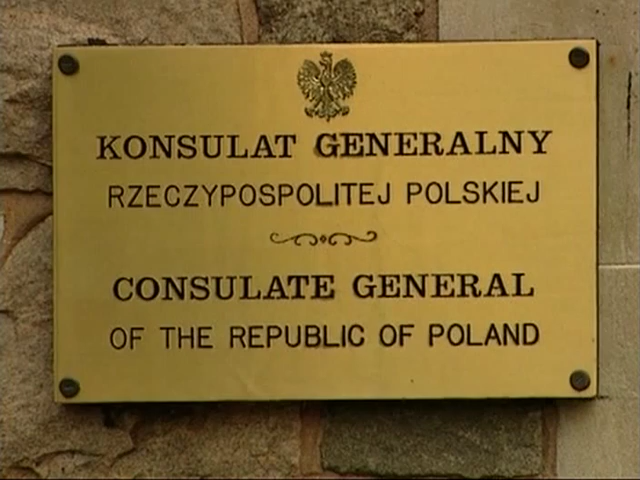 KONSULAT GENERALNY
RZECZYPOSPOLITEJ POLSKIEJ
CONSULATE GENERAL
OF THE REPUBLIC OF POLAND